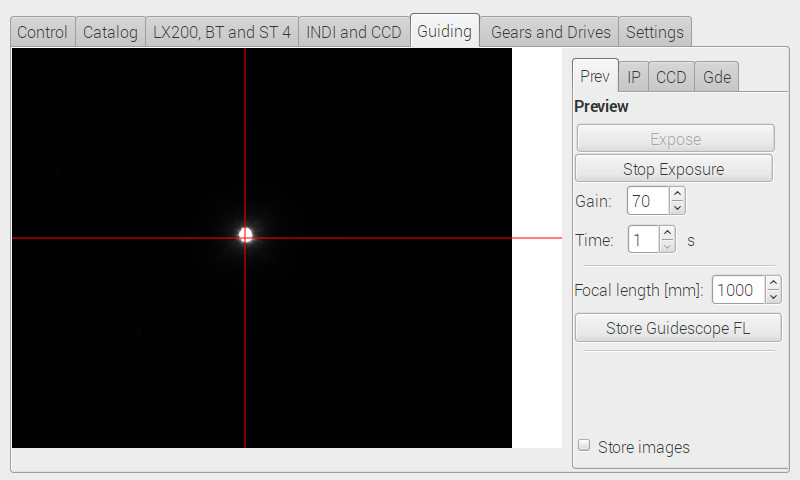 Control Catalog LX200, BT and ST 4 INDI and CCD Guiding Gears and Drives Settings
Prev IP CCD Gde
Preview
Expose
Stop Exposure
Gain: 70
Time: 1 s
Focal length [mm]: 1000
Store Guidescope FL
Store images